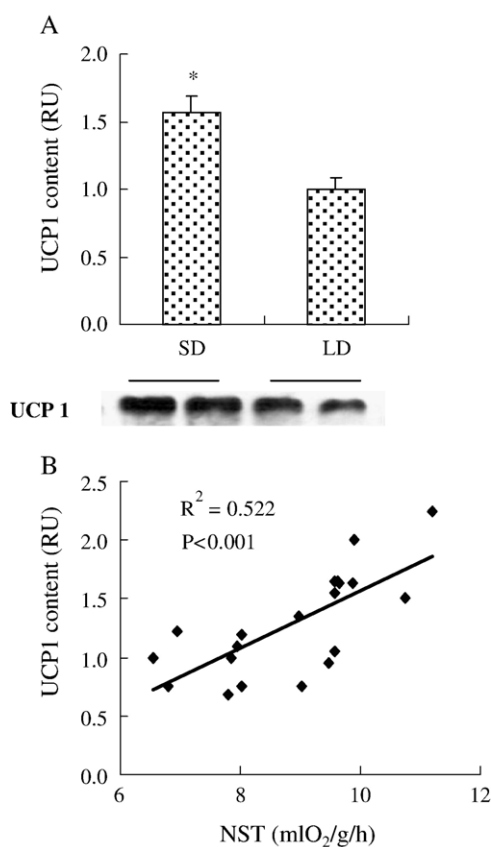 A
UCP1 content (RU)
2.0
1.5
1.0
0.5
0.0
*
SD LD
UCP 1
B
UCP1 content (RU)
2.5
2.0
1.5
1.0
0.5
0.0
R² = 0.522
P<0.001
6 8 10 12
NST (mlO₂/g/h)